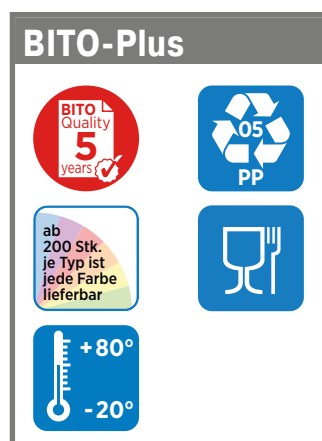 BITO-Plus
BITO
Quality
5
years
05
PP
ab
200 Stk.
je Typ ist
jede Farbe
lieferbar
+80°
-20°